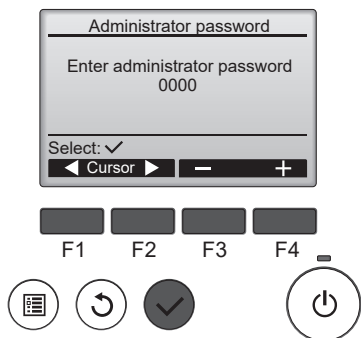 Administrator password
Enter administrator password
0000
Select:
Cursor
F1 F2 F3 F4